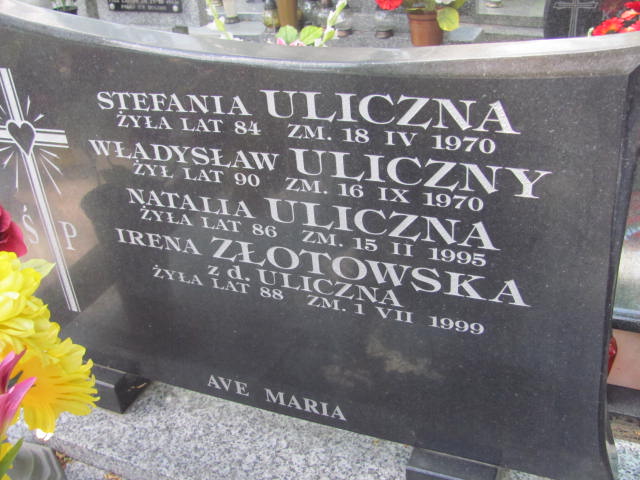 STEFANIA ULICZNA
ŻYŁA LAT 84 ZM. 18 IV 1970
WŁADYSŁAW ULICZNY
ŻYŁ LAT 90 ZM. 16 IX 1970
NATALIA ULICZNA
ŻYŁA LAT 86 ZM. 15 II 1995
IRENA ZŁOTOWSKA
z d. ULICZNA
ŻYŁA LAT 88 ZM. 1 VII 1999
Ś P
AVE MARIA